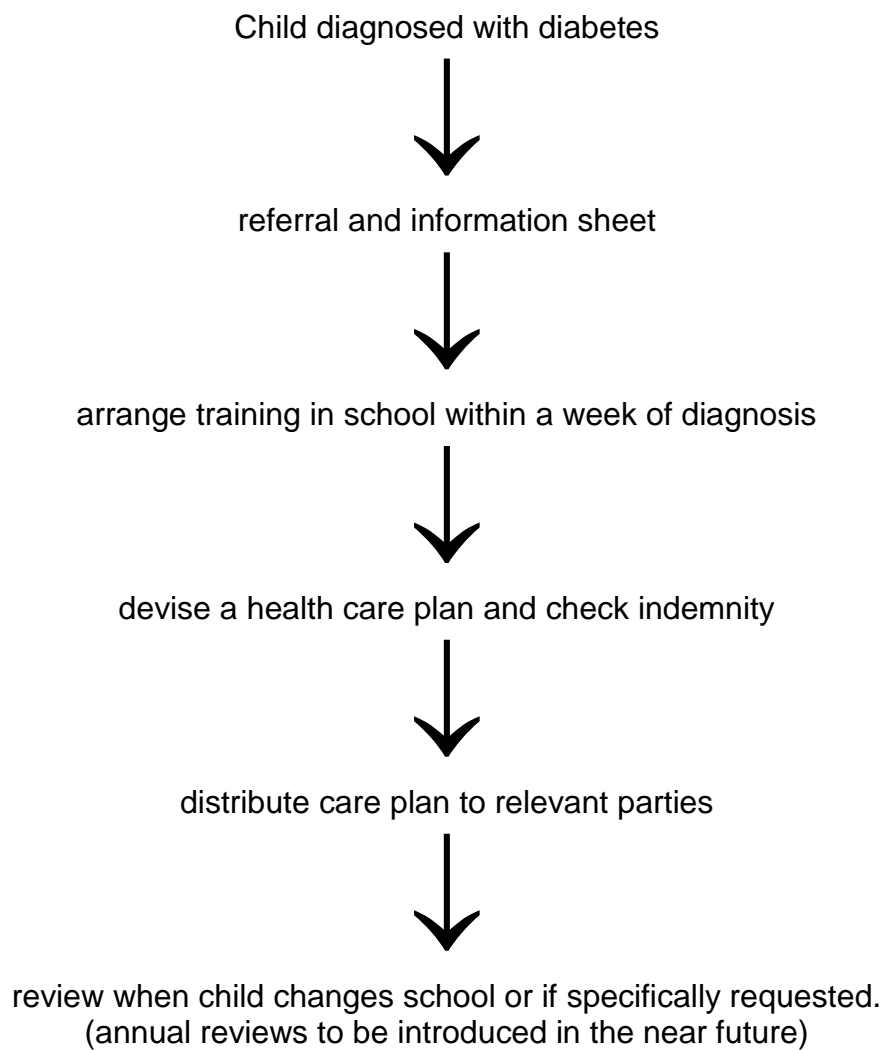 Child diagnosed with diabetes
referral and information sheet
arrange training in school within a week of diagnosis
devise a health care plan and check indemnity
distribute care plan to relevant parties
review when child changes school or if specifically requested.
(annual reviews to be introduced in the near future)